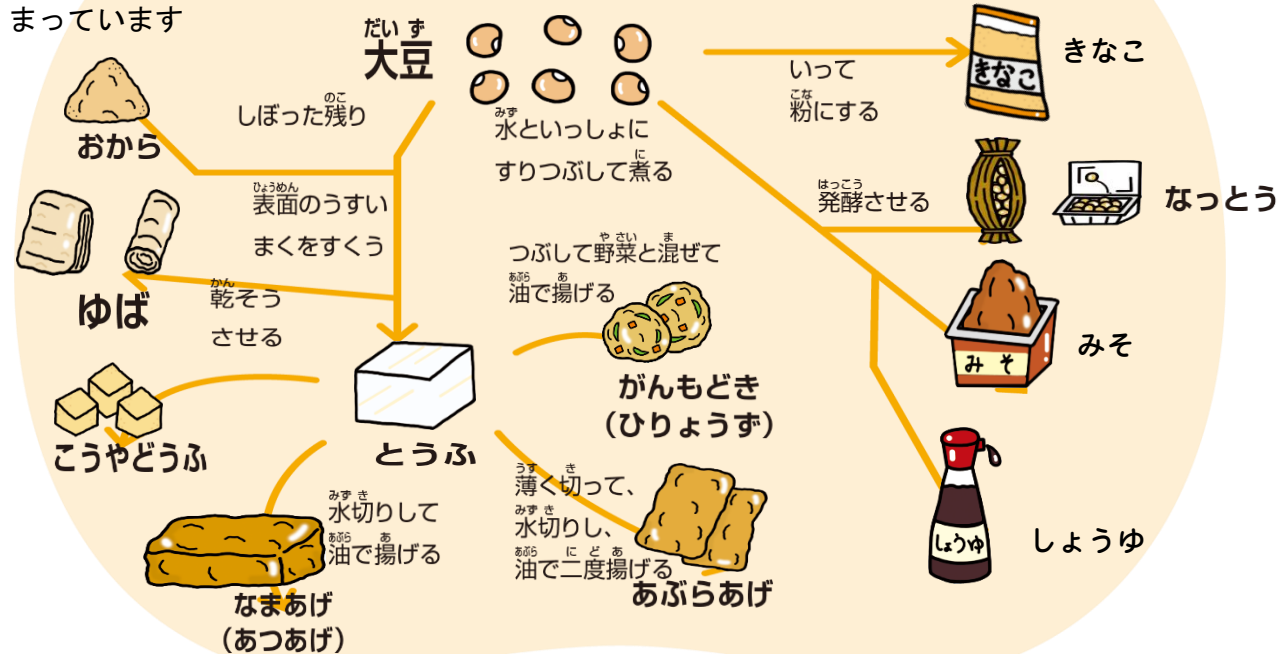 まっています
大豆
だいず
きなこ
きなこ
いって
粉にする
こな
おから
しぼった残り
のこ
水といっしょに
みず
すりつぶして煮る
に
なっとう
発酵させる
はっこう
表面のうすい
ひょうめん
まくをすくう
ゆば
乾そう
かん
させる
つぶして野菜と混ぜて
やさい ま
油で揚げる
あぶら あ
がんもどき
(ひりょうず)
みそ
みそ
こうやどうふ
とうふ
水切りして
みずき
油で揚げる
あぶら あ
なまあげ
(あつあげ)
薄く切って、
うす き
水切りし、
みずき
油で二度揚げる
あぶら にどあ
あぶらあげ
しょうゆ
しょうゆ